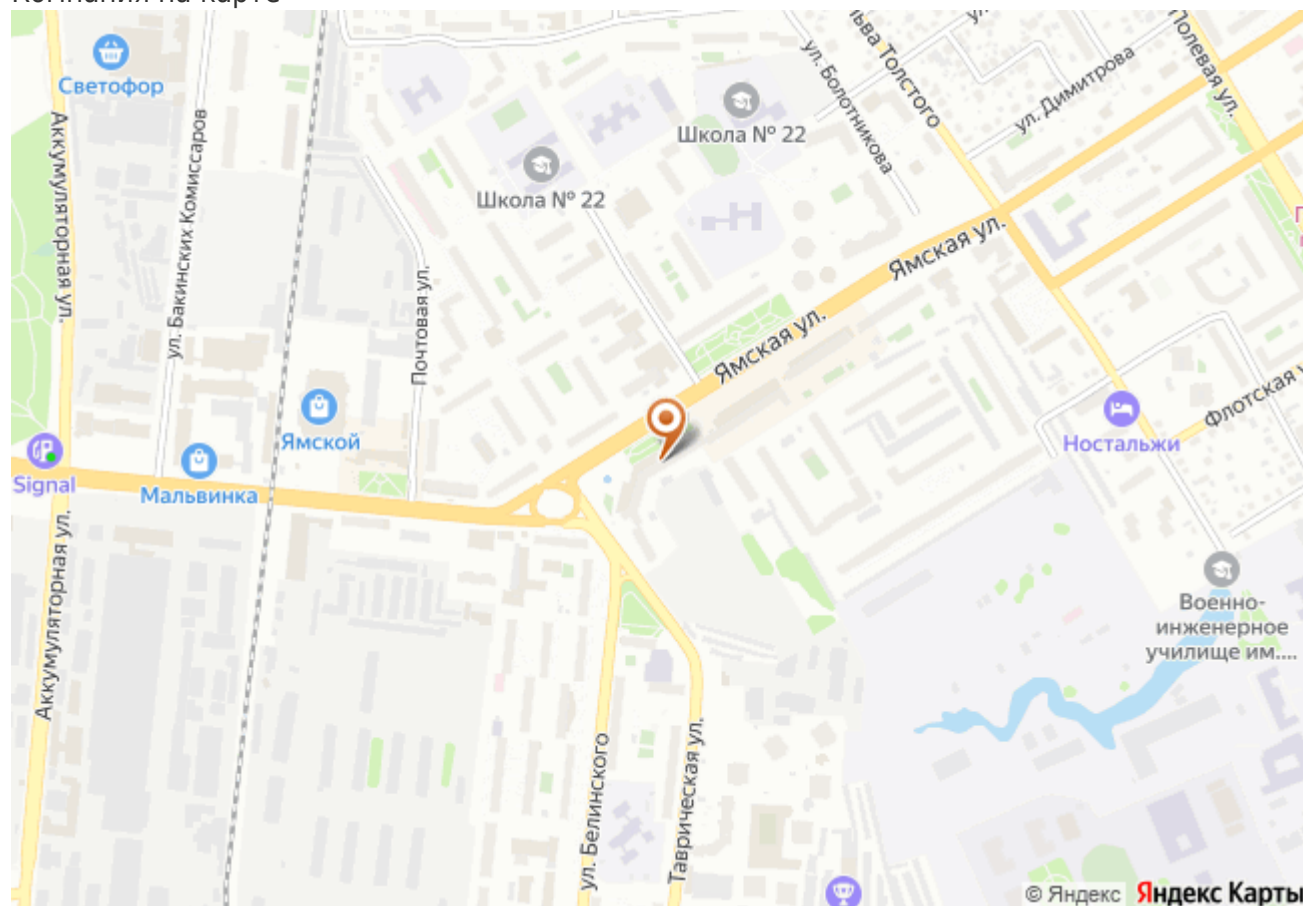 Светофор
Аккумуляторная ул.
ул. Бакинских Комиссаров
Школа № 22
Школа № 22
ул. Болотникова
Льва Толстого
ул. Димитрова
Полевая ул.
Ямская ул.
Ямская ул.
Почтовая ул.
Ямской
Signal
Мальвинка
Ностальжи
Флотская
Аккумуляторная ул.
Военно-
инженерное
училище им....
ул. Белинского
Таврическая ул.
© Яндекс Яндекс Карты